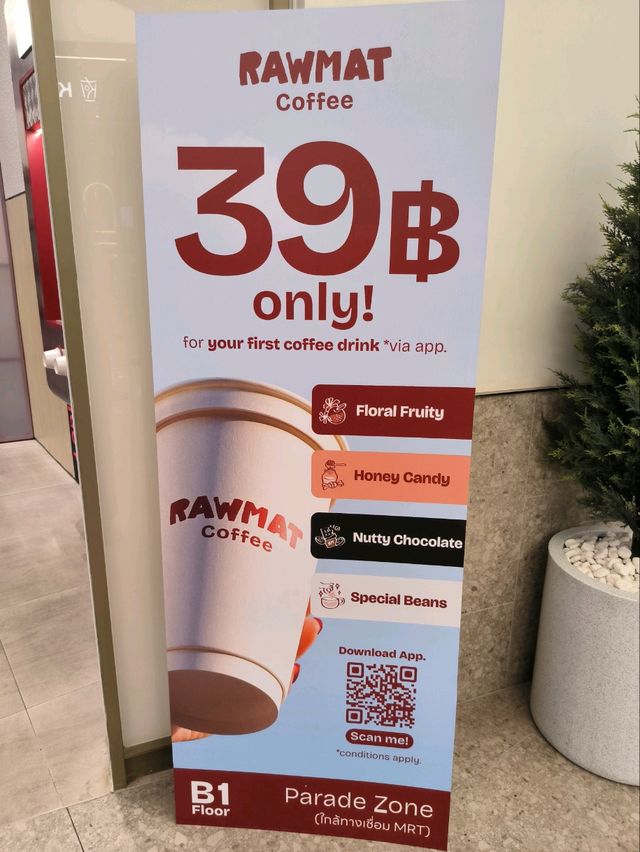 RAWMAT
Coffee
39฿
only!
for your first coffee drink *via app.
Floral Fruity
Honey Candy
Nutty Chocolate
Special Beans
RAWMAT
Coffee
Download App.
Scan me!
*conditions apply.
B1
Floor
Parade Zone
(ใกล้ทางเชื่อม MRT)